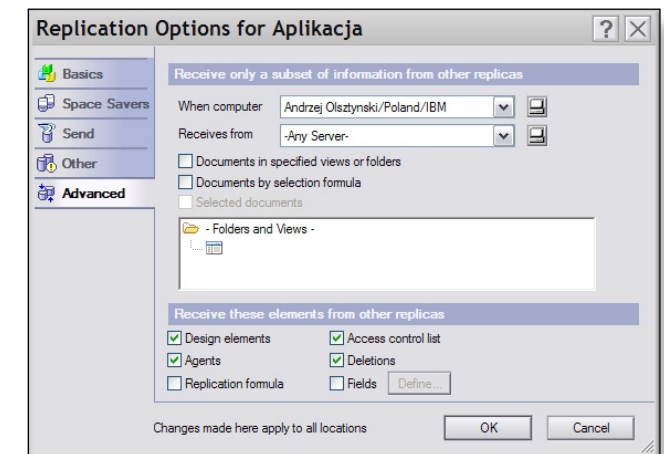 Replication Options for Aplikacja
Basics
Space Savers
Send
Other
Advanced
Receive only a subset of information from other replicas
When computer Andrzej Olsztynski/Poland/IBM
Receives from -Any Server-
Documents in specified views or folders
Documents by selection formula
Selected documents
- Folders and Views -
Receive these elements from other replicas
Design elements Access control list
Agents Deletions
Replication formula Fields Define...
Changes made here apply to all locations OK Cancel